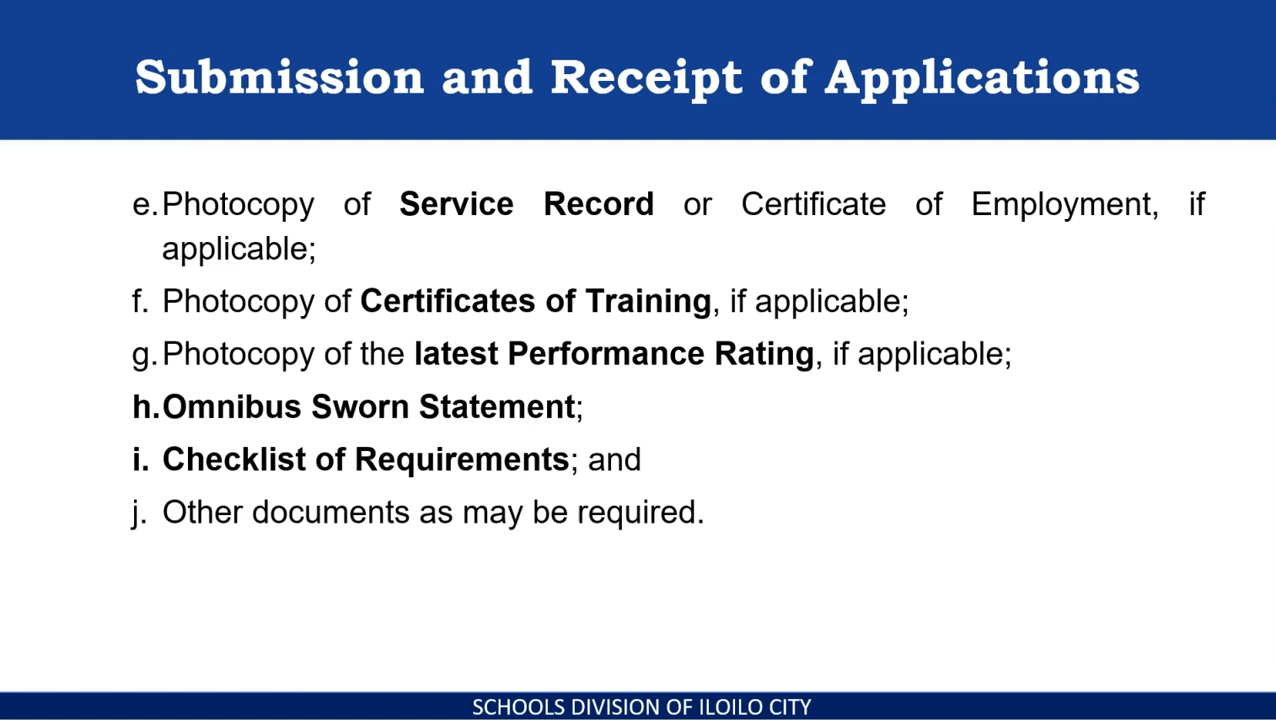 Submission and Receipt of Applications
e. Photocopy of Service Record or Certificate of Employment, if
applicable;
f. Photocopy of Certificates of Training, if applicable;
g. Photocopy of the latest Performance Rating, if applicable;
h. Omnibus Sworn Statement;
i. Checklist of Requirements; and
j. Other documents as may be required.
SCHOOLS DIVISION OF ILOILO CITY